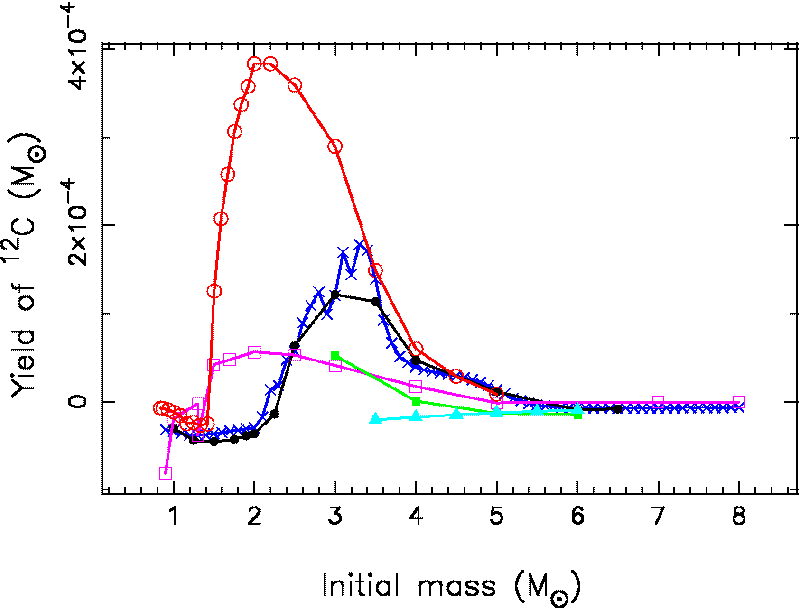 4×10⁻⁴
2×10⁻⁴
0
Yield of ¹²C (M☉)
1 2 3 4 5 6 7 8
Initial mass (M☉)